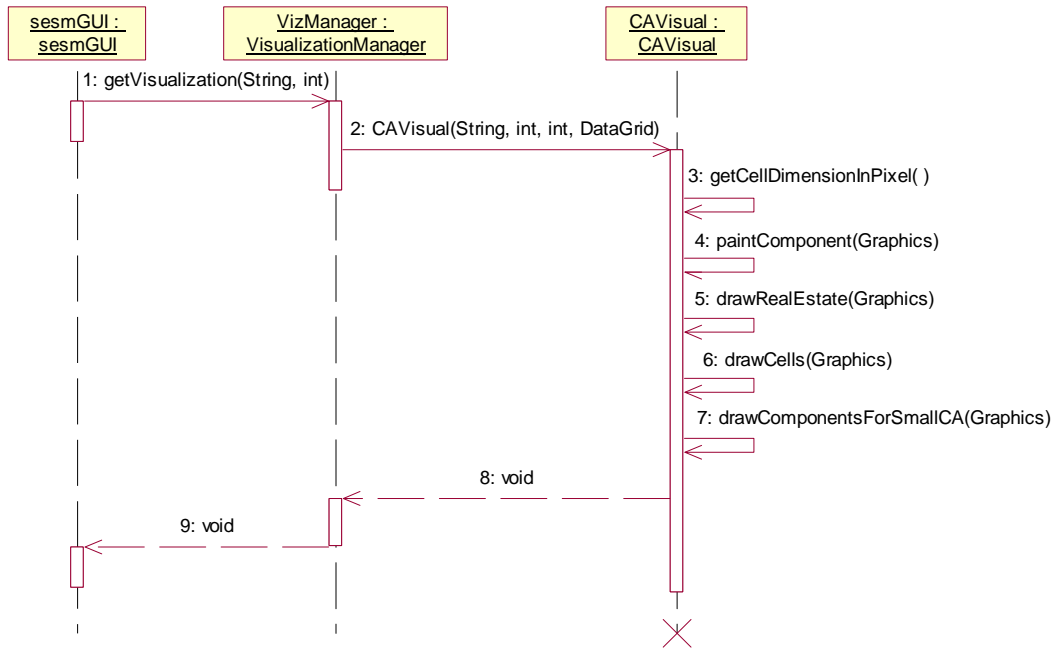 sesmGUI :
sesmGUI
VizManager :
VisualizationManager
CAVisual :
CAVisual
1: getVisualization(String, int)
2: CAVisual(String, int, int, DataGrid)
3: getCellDimensionInPixel( )
4: paintComponent(Graphics)
5: drawRealEstate(Graphics)
6: drawCells(Graphics)
7: drawComponentsForSmallCA(Graphics)
8: void
9: void